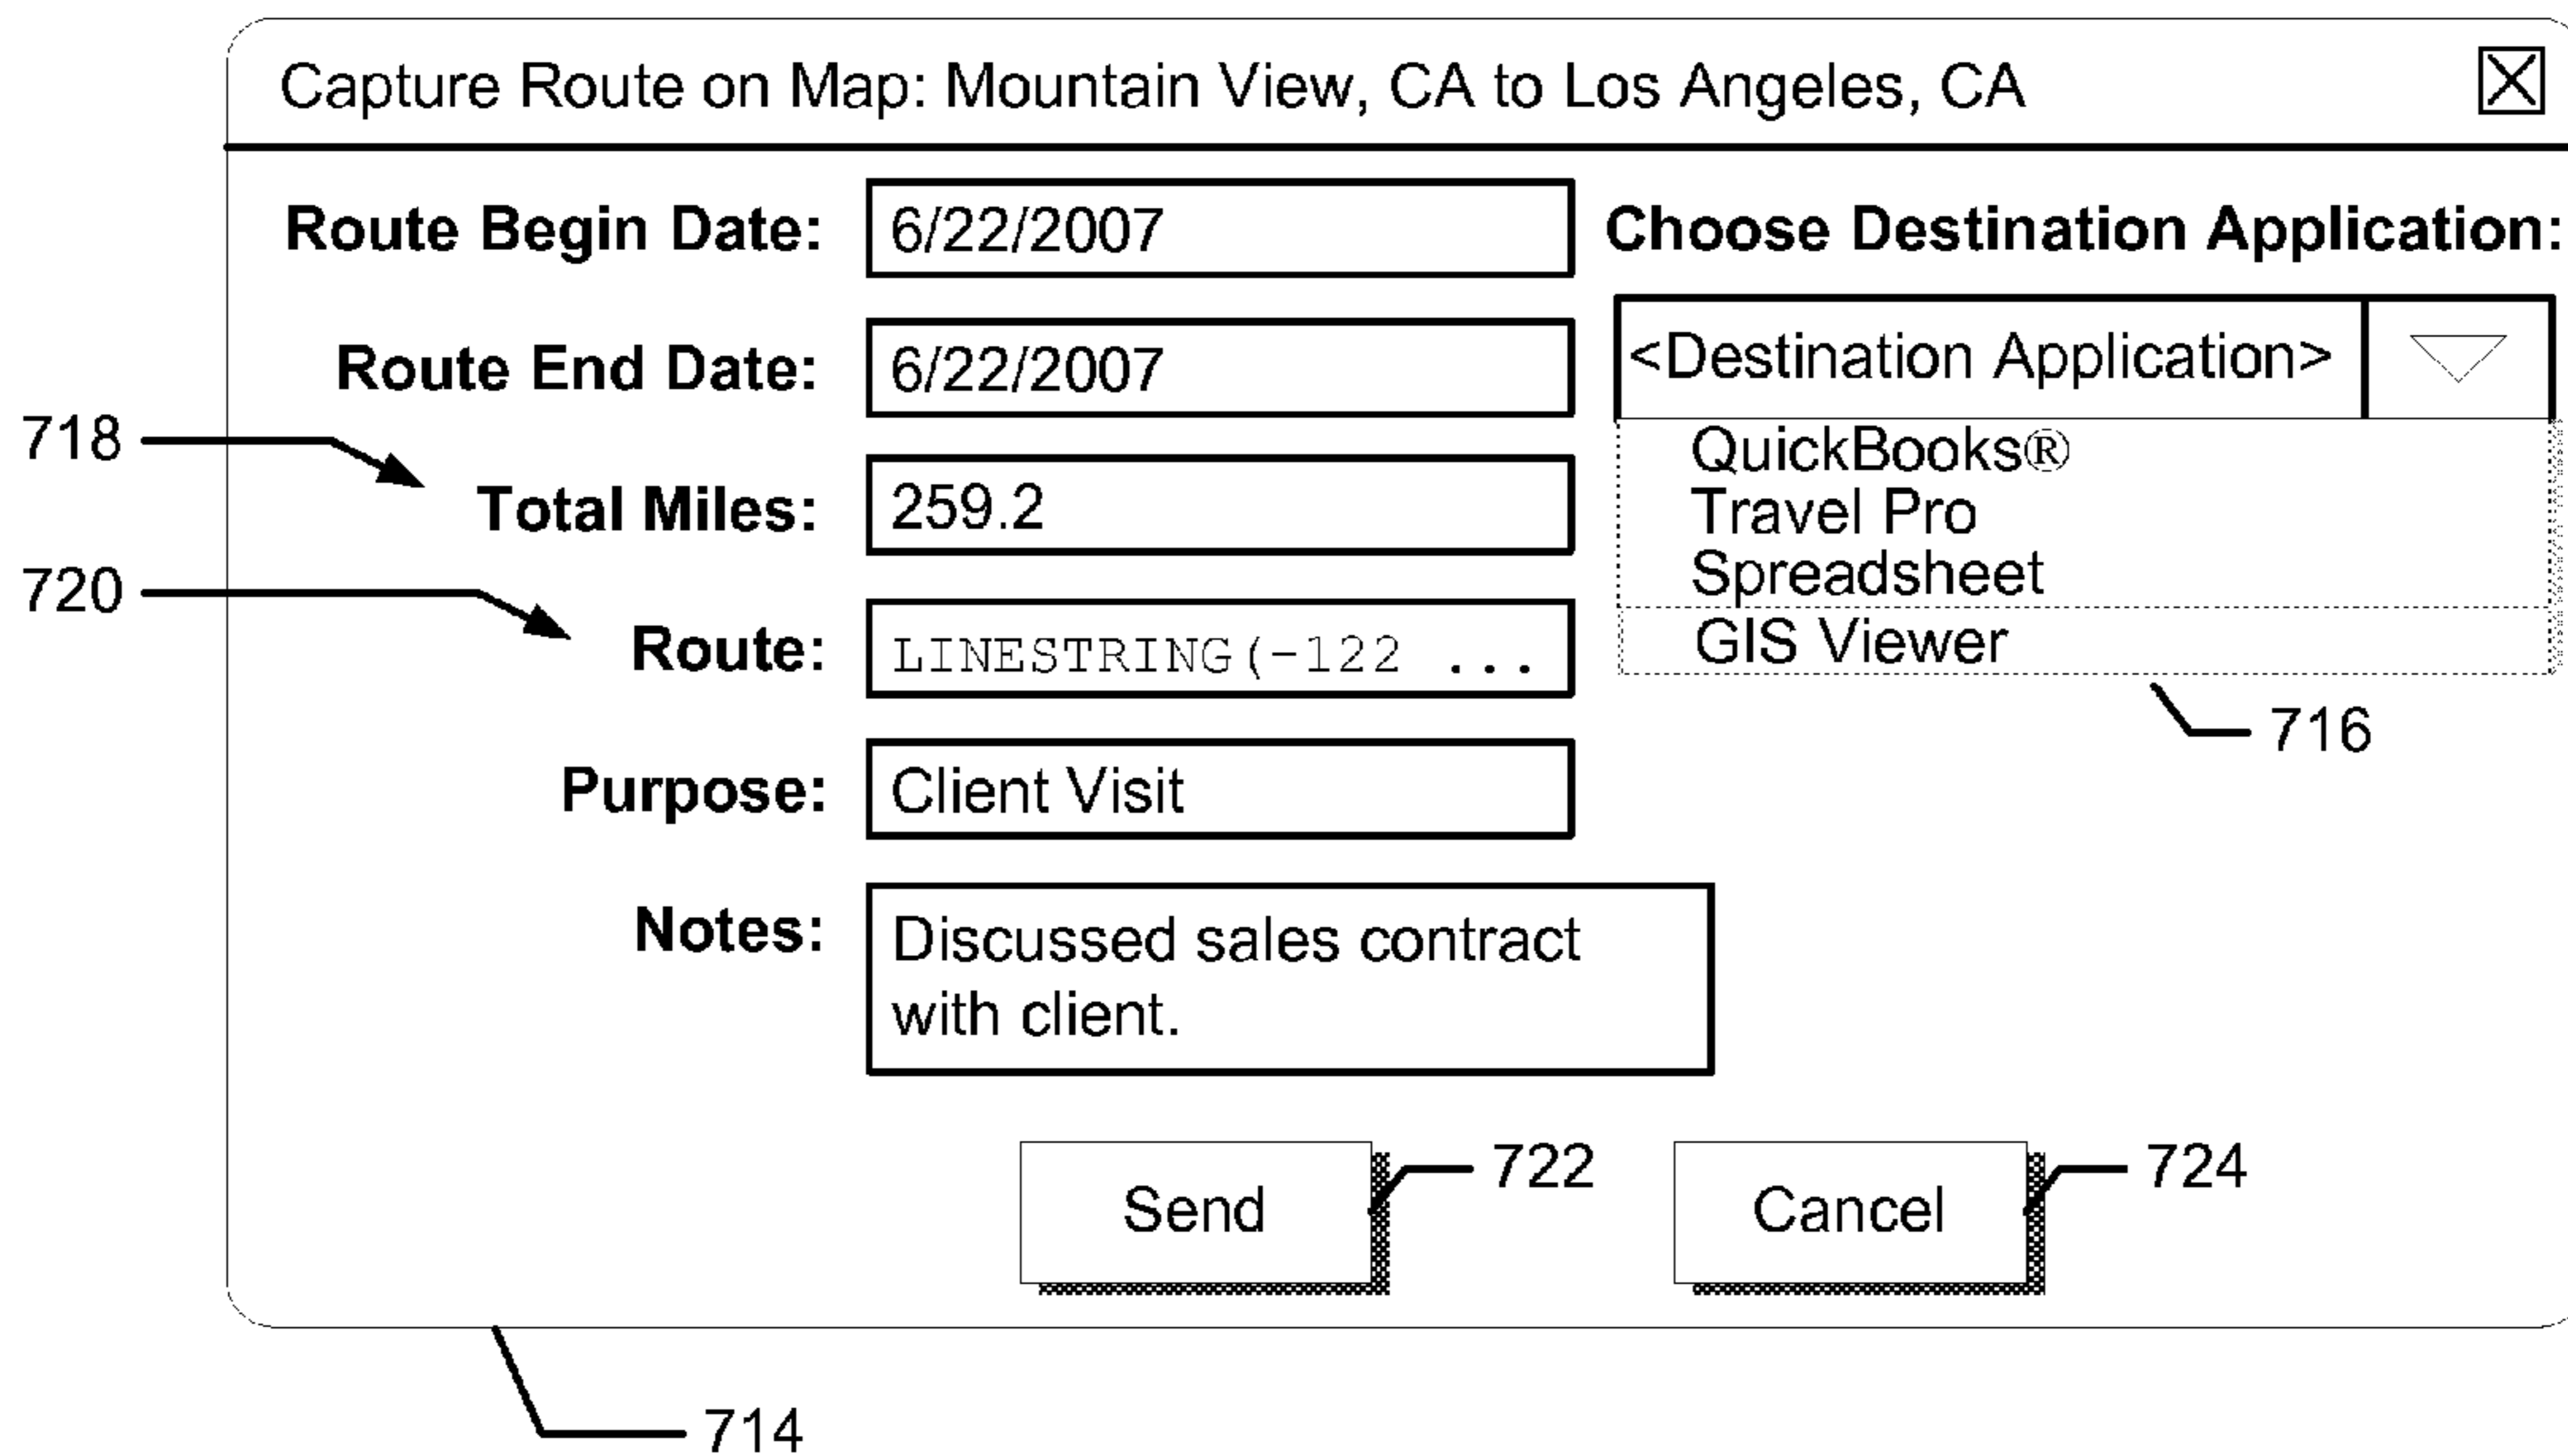 Capture Route on Map: Mountain View, CA to Los Angeles, CA
Route Begin Date: 6/22/2007
Choose Destination Application:
Route End Date: 6/22/2007
<Destination Application>
QuickBooks®
Travel Pro
Spreadsheet
GIS Viewer
716
718
Total Miles: 259.2
720
Route: LINESTRING(-122 ...
Purpose: Client Visit
Notes: Discussed sales contract
with client.
Send
722
Cancel
724
714